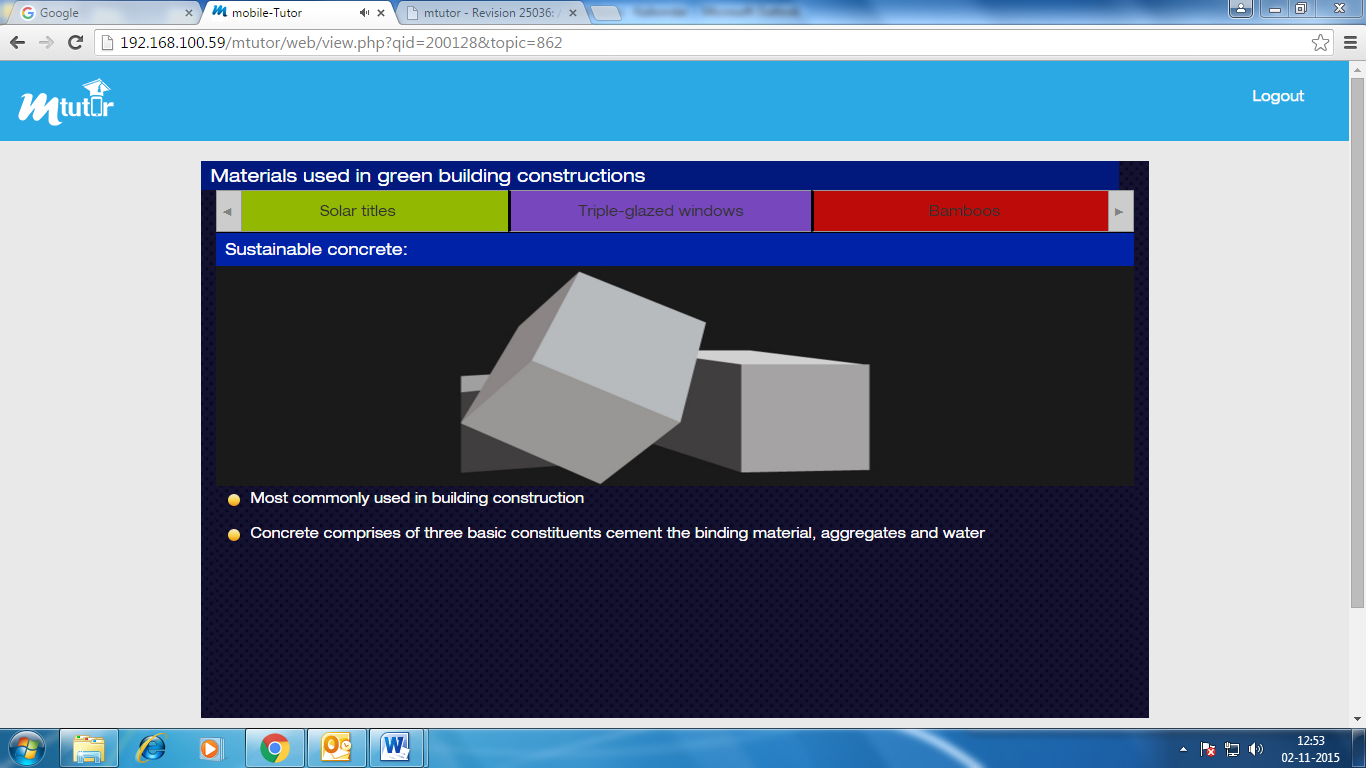 Google
mobile-Tutor
mtutor - Revision 25036: /
192.168.100.59/mtutor/web/view.php?qid=200128&topic=862
Mtutor
Logout
Materials used in green building constructions
Solar titles
Triple-glazed windows
Bamboos
Sustainable concrete:
Most commonly used in building construction
Concrete comprises of three basic constituents cement the binding material, aggregates and water
12:53
02-11-2015